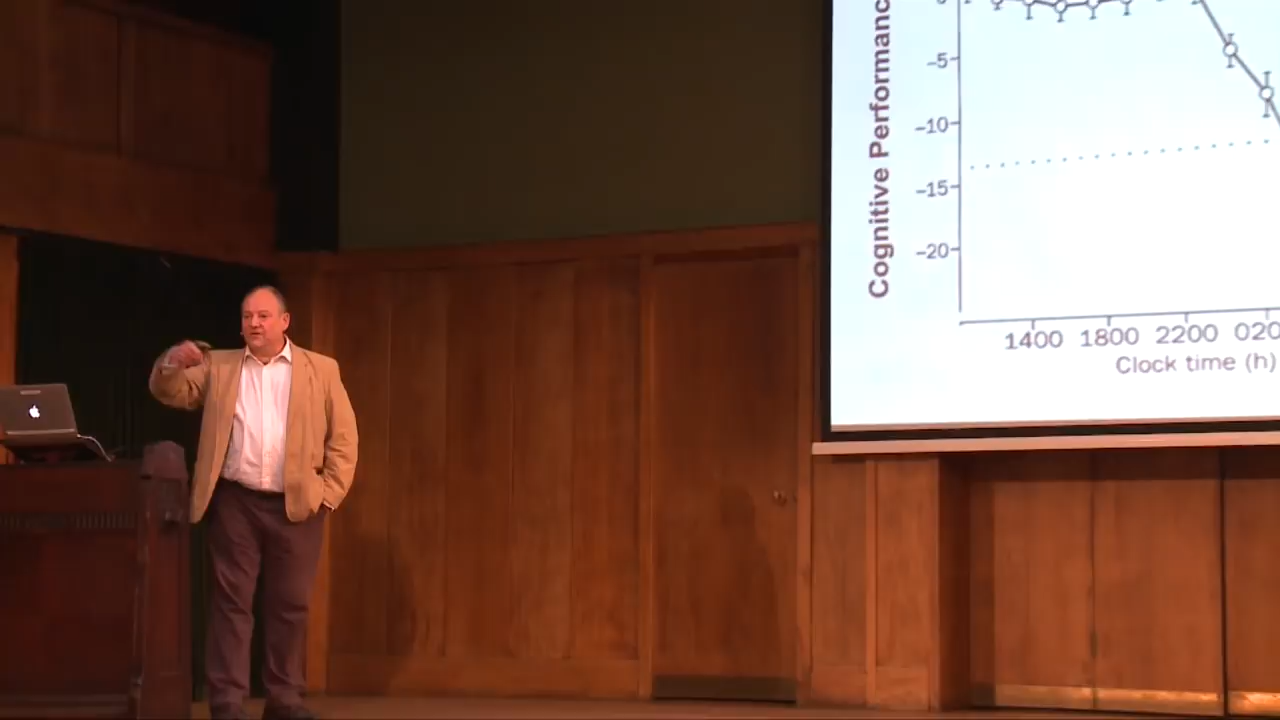 Cognitive Performanc
−5
−10
−15
−20
1400 1800 2200 020
Clock time (h)